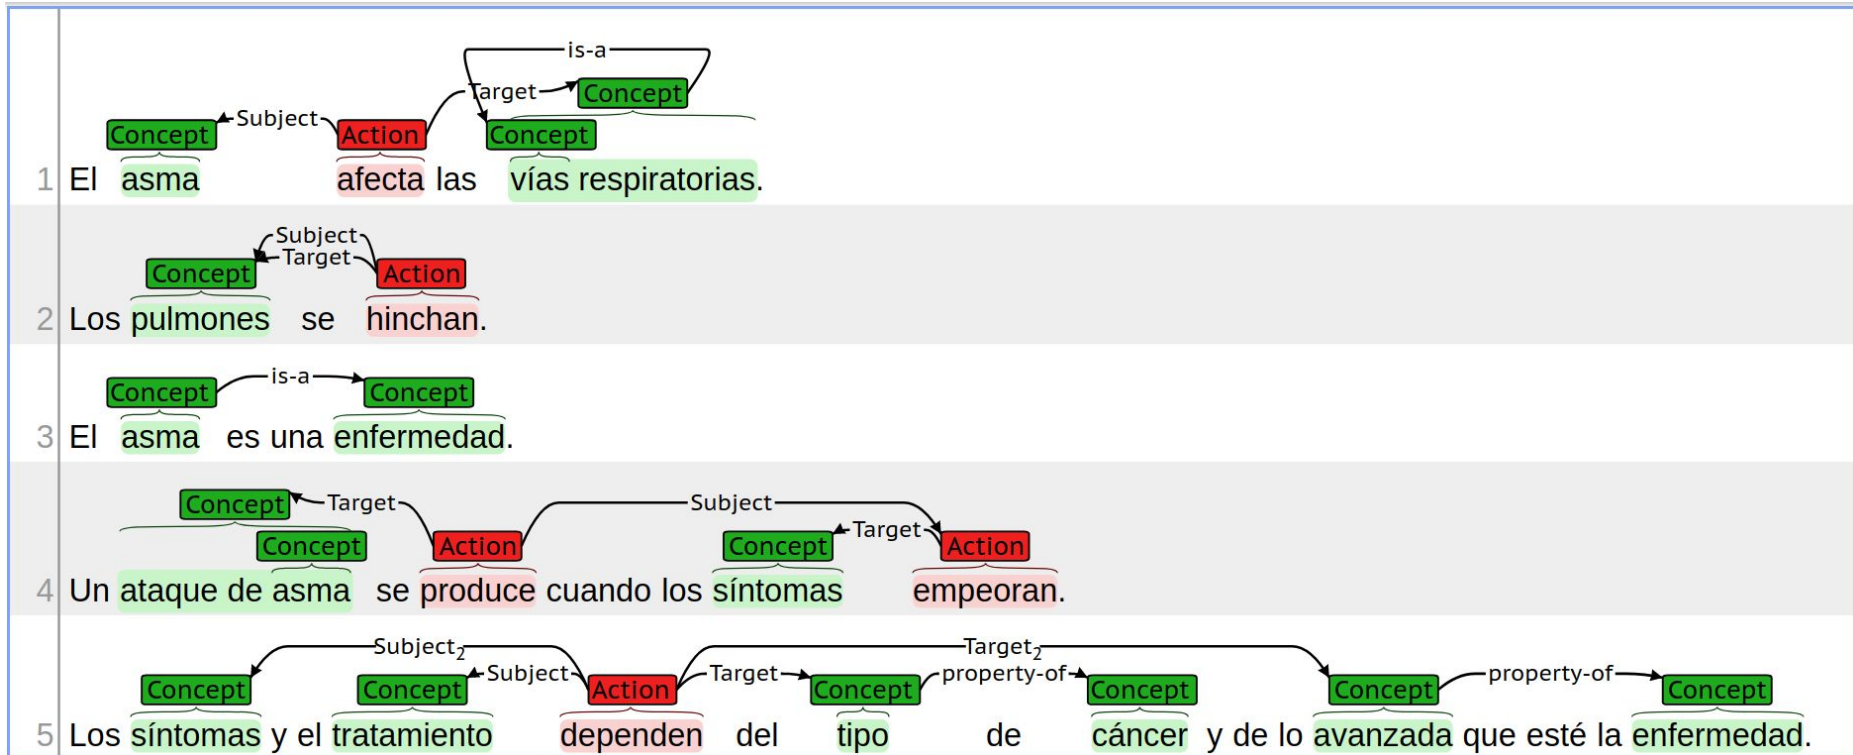 is-a
Target Concept
Concept Subject Action Concept
1 El asma afecta las vías respiratorias.
Subject
Target
Concept Action
2 Los pulmones se hinchan.
is-a
Concept Concept
3 El asma es una enfermedad.
Concept Target Subject
Concept Action Concept Target Action
4 Un ataque de asma se produce cuando los síntomas empeoran.
Subject2 Target2
Subject Target property-of property-of
Concept Concept Action Concept Concept Concept Concept
5 Los síntomas y el tratamiento dependen del tipo de cáncer y de lo avanzada que esté la enfermedad.